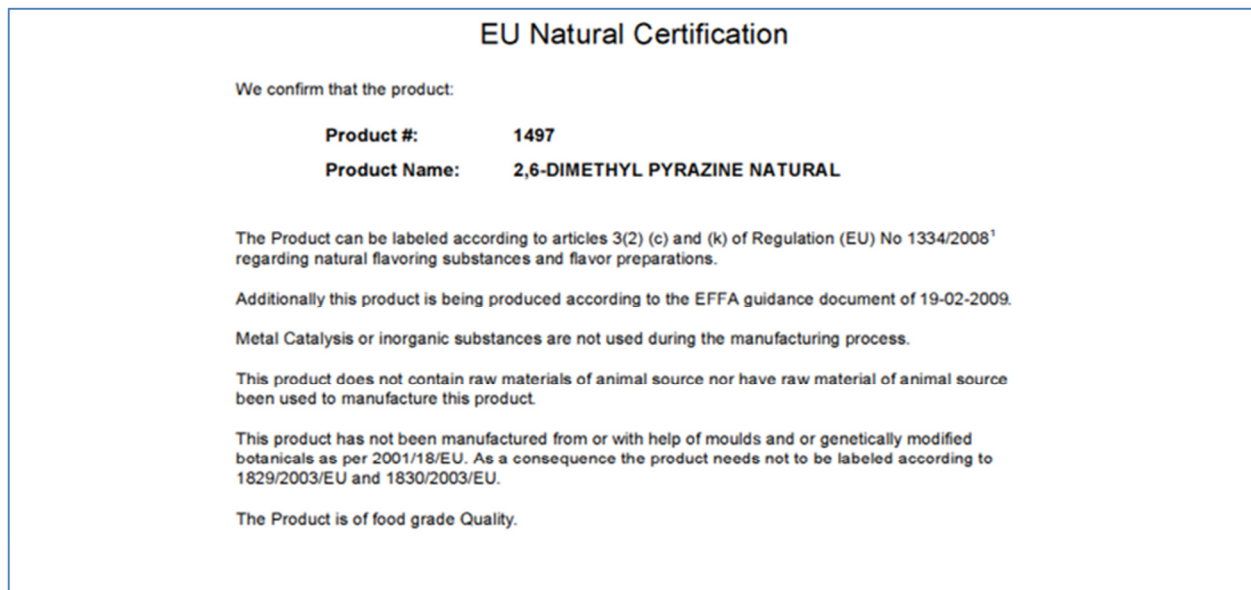 EU Natural Certification
We confirm that the product:
Product #: 1497
Product Name: 2,6-DIMETHYL PYRAZINE NATURAL
The Product can be labeled according to articles 3(2) (c) and (k) of Regulation (EU) No 1334/2008¹
regarding natural flavoring substances and flavor preparations.
Additionally this product is being produced according to the EFFA guidance document of 19-02-2009.
Metal Catalysis or inorganic substances are not used during the manufacturing process.
This product does not contain raw materials of animal source nor have raw material of animal source
been used to manufacture this product.
This product has not been manufactured from or with help of moulds and or genetically modified
botanicals as per 2001/18/EU. As a consequence the product needs not to be labeled according to
1829/2003/EU and 1830/2003/EU.
The Product is of food grade Quality.